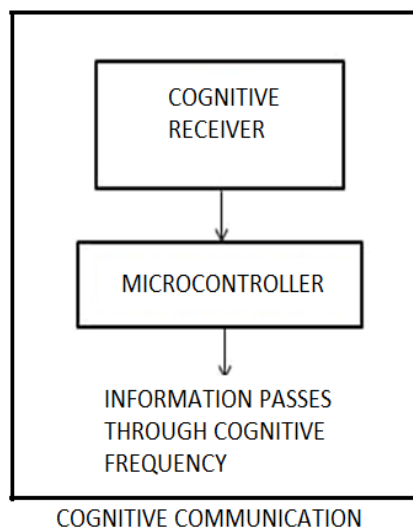 COGNITIVE
RECEIVER
MICROCONTROLLER
INFORMATION PASSES
THROUGH COGNITIVE
FREQUENCY
COGNITIVE COMMUNICATION